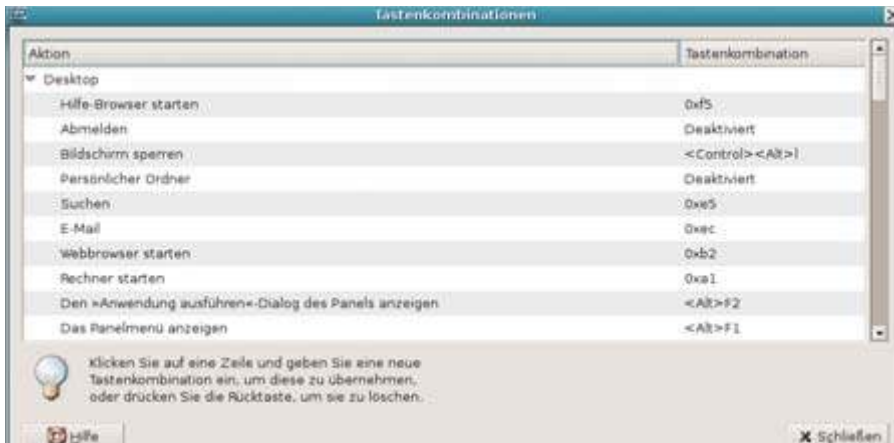 Tastenkombinationen
Aktion Tastenkombination
Desktop
Hilfe-Browser starten 0xf5
Abmelden Deaktiviert
Bildschirm sperren <Control><Alt>l
Persönlicher Ordner Deaktiviert
Suchen 0xe5
E-Mail 0xec
Webbrowser starten 0xb2
Rechner starten 0xa1
Den »Anwendung ausführen«-Dialog des Panels anzeigen <Alt>F2
Das Panelmenü anzeigen <Alt>F1
Klicken Sie auf eine Zeile und geben Sie eine neue
Tastenkombination ein, um diese zu übernehmen,
oder drücken Sie die Rücktaste, um sie zu löschen.
Hilfe Schließen